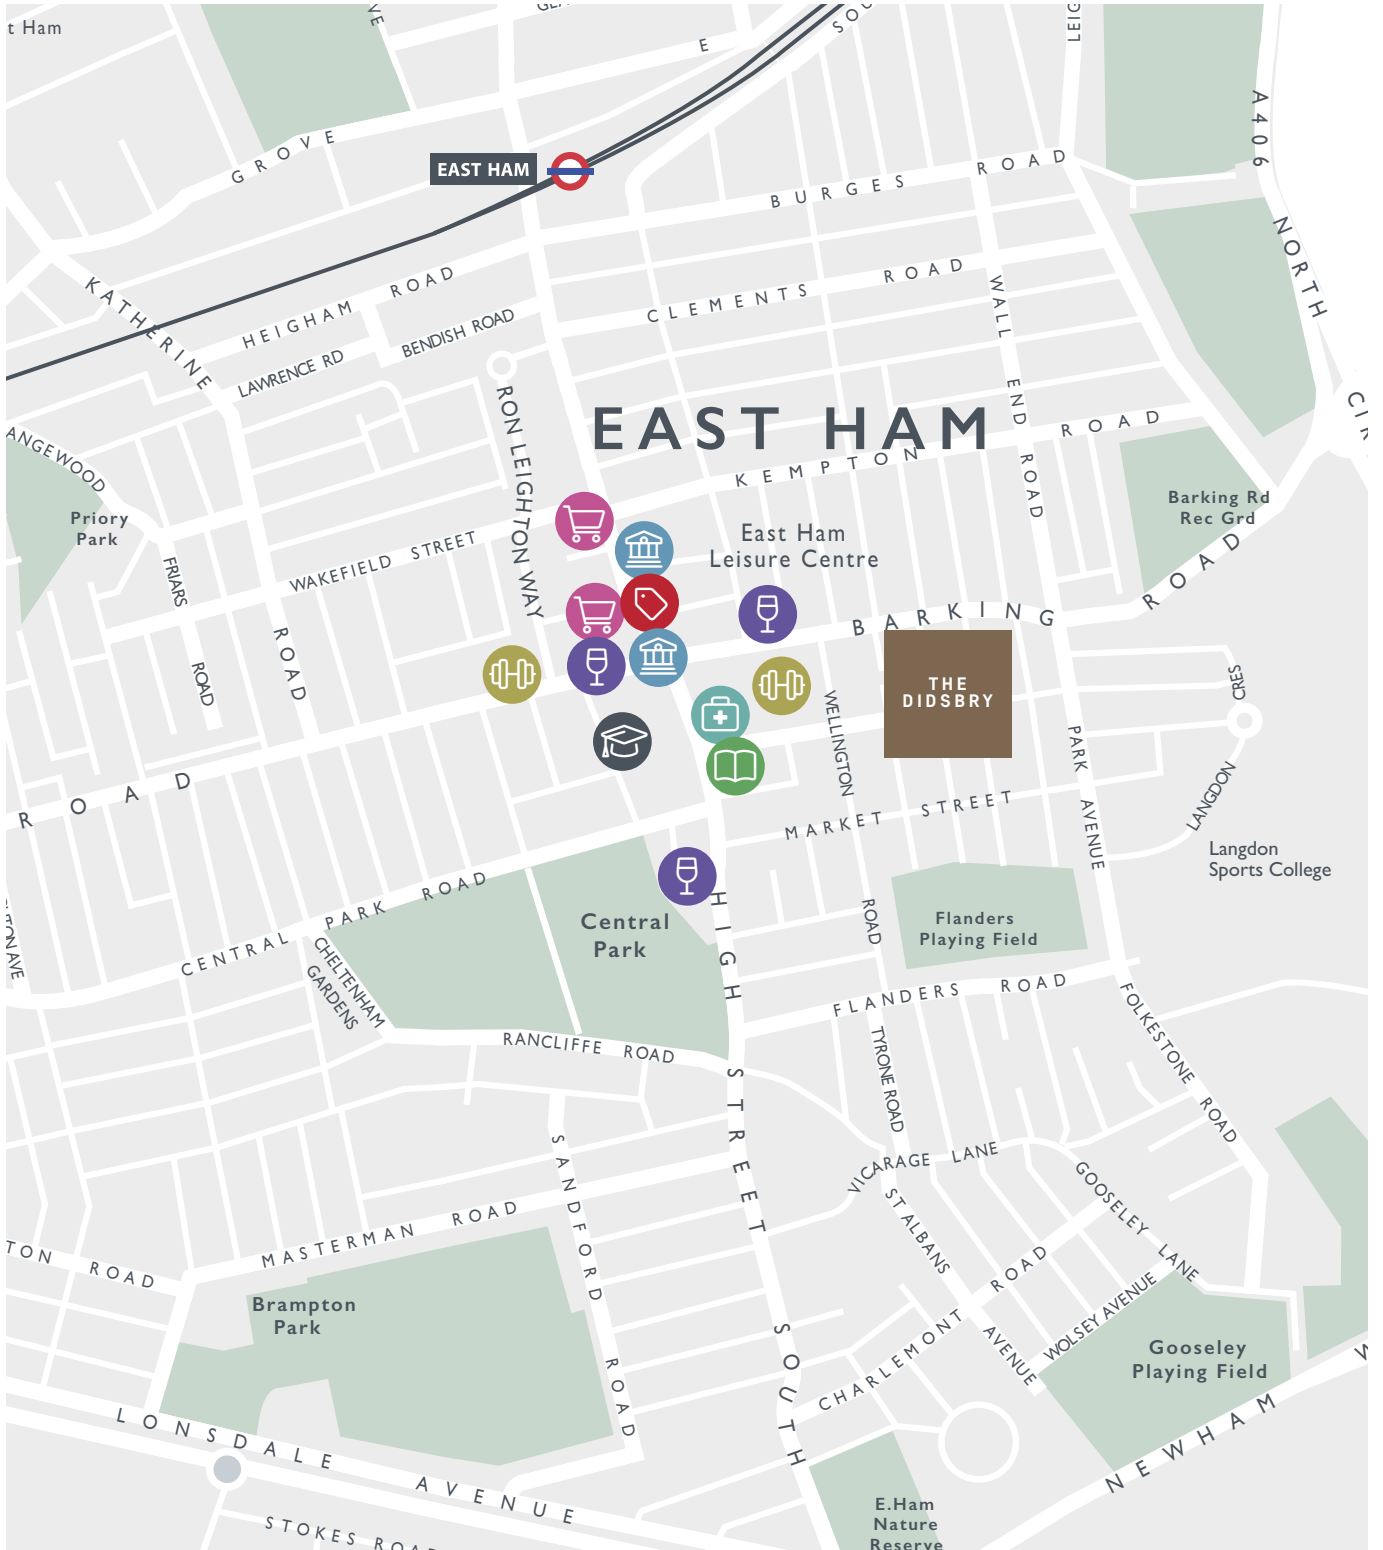 t Ham
GROVE
E
EAST HAM
BURGES ROAD
A406
NORTH
KATHERINE
ROAD
HEIGHAM ROAD
LAWRENCE RD
BENDISH ROAD
CLEMENTS ROAD
WALL END ROAD
RON LEIGHTON WAY
EAST HAM
KEMPTON ROAD
Barking Rd
Rec Grd
ANGEWOOD
Priory
Park
FRIARS
ROAD
WAKEFIELD STREET
East Ham
Leisure Centre
BARKING ROAD
THE
DIDSBRY
CRES
LANGDON
WELLINGTON
ROAD
PARK AVENUE
ROAD
MARKET STREET
Langdon
Sports College
CENTRAL PARK ROAD
Central
Park
Flanders
Playing Field
CHELTENHAM
GARDENS
HIGH STREET SOUTH
FLANDERS ROAD
RANCLIFFE ROAD
TYRONE ROAD
FOLKESTONE ROAD
SANDFORD ROAD
VICARAGE LANE
ST ALBANS
AVENUE
GOOSELEY LANE
MASTERMAN ROAD
TON ROAD
Brampton
Park
CHARLEMONT ROAD
WOLSEY AVENUE
Gooseley
Playing Field
LONSDALE AVENUE
NEWHAM W
E.Ham
Nature
Reserve